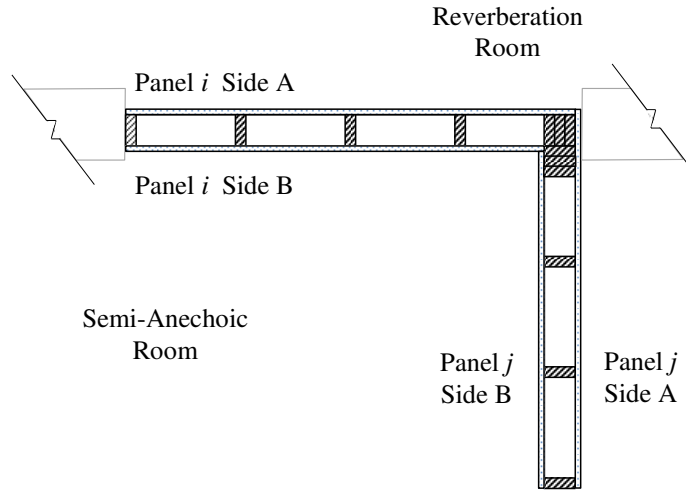 Reverberation
Room
Panel i Side A
Panel i Side B
Semi-Anechoic
Room
Panel j
Side B
Panel j
Side A